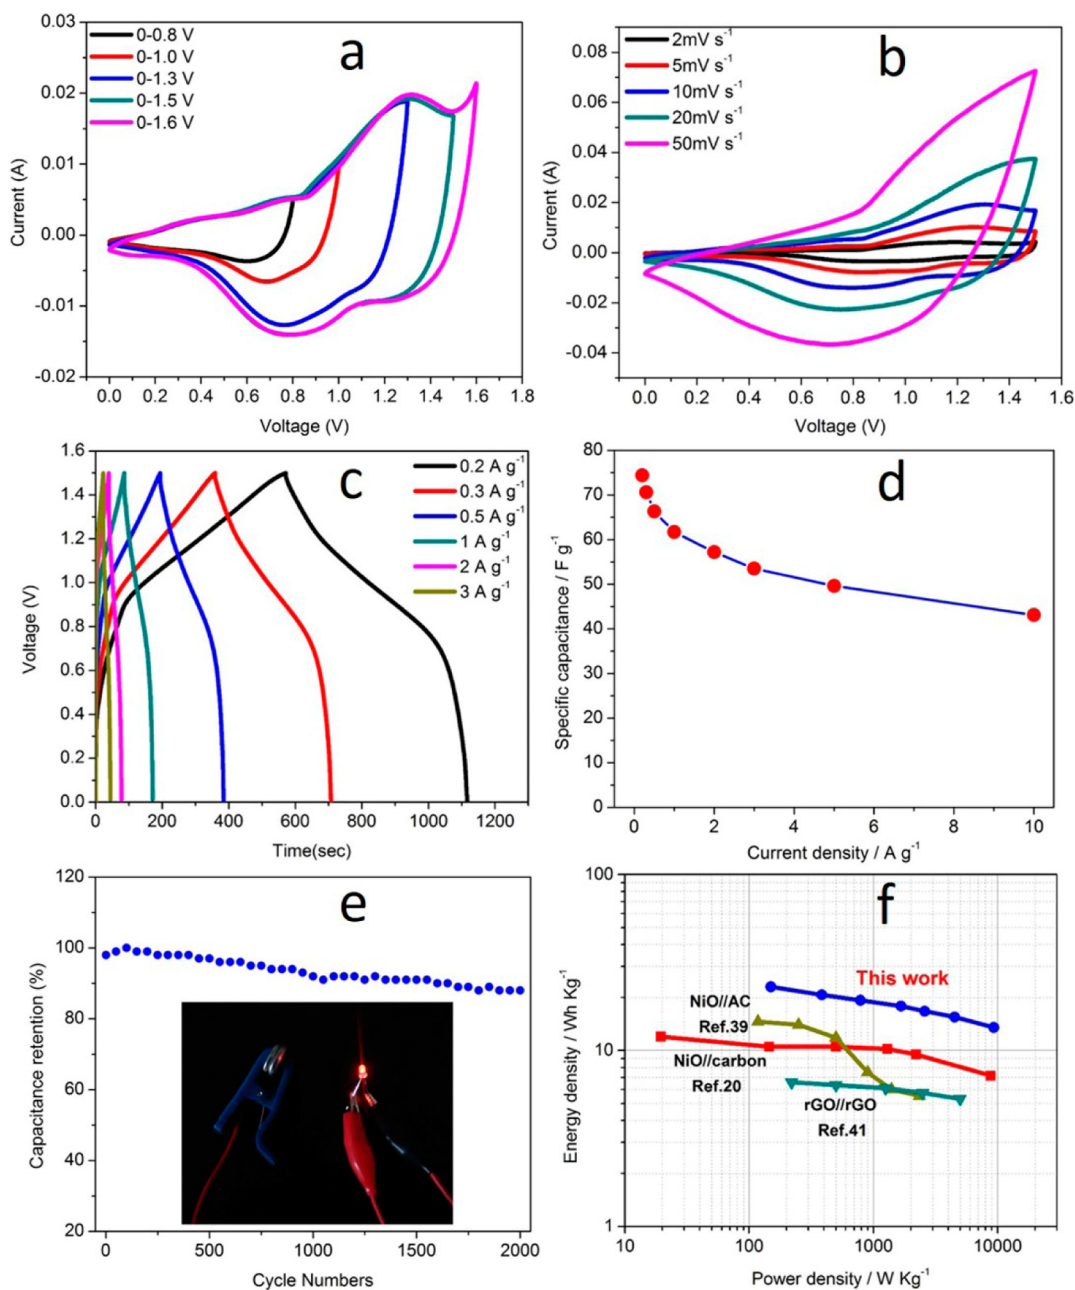 a
0-0.8 V
0-1.0 V
0-1.3 V
0-1.5 V
0-1.6 V
Current (A)
0.03
0.02
0.01
0.00
-0.01
-0.02
0.0 0.2 0.4 0.6 0.8 1.0 1.2 1.4 1.6 1.8
Voltage (V)
b
2mV s⁻¹
5mV s⁻¹
10mV s⁻¹
20mV s⁻¹
50mV s⁻¹
Current (A)
0.08
0.06
0.04
0.02
0.00
-0.02
-0.04
0.0 0.2 0.4 0.6 0.8 1.0 1.2 1.4 1.6
Voltage (V)
c
0.2 A g⁻¹
0.3 A g⁻¹
0.5 A g⁻¹
1 A g⁻¹
2 A g⁻¹
3 A g⁻¹
Voltage (V)
1.6
1.4
1.2
1.0
0.8
0.6
0.4
0.2
0.0
0 200 400 600 800 1000 1200
Time(sec)
d
Specific capacitance / F g⁻¹
80
70
60
50
40
30
20
10
0
0 2 4 6 8 10
Current density / A g⁻¹
e
Capacitance retention (%)
120
100
80
60
40
20
0 500 1000 1500 2000
Cycle Numbers
f
Energy density / Wh Kg⁻¹
100
10
1
This work
NiO//AC
Ref.39
NiO//carbon
Ref.20
rGO//rGO
Ref.41
10 100 1000 10000
Power density / W Kg⁻¹